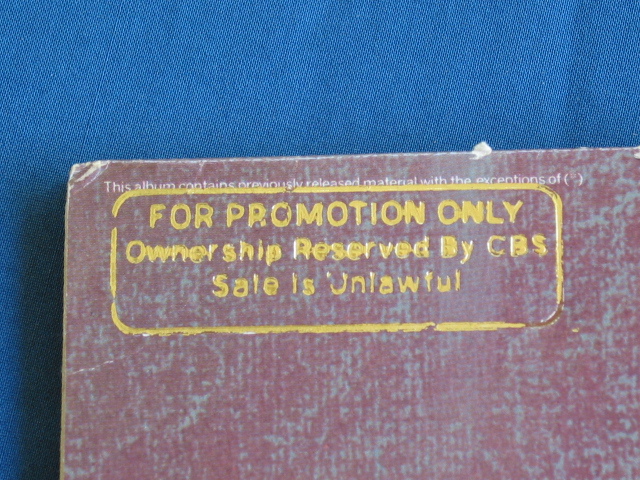 This album contains previously released material with the exceptions of (*)
FOR PROMOTION ONLY
Ownership Reserved By CBS
Sale Is Unlawful